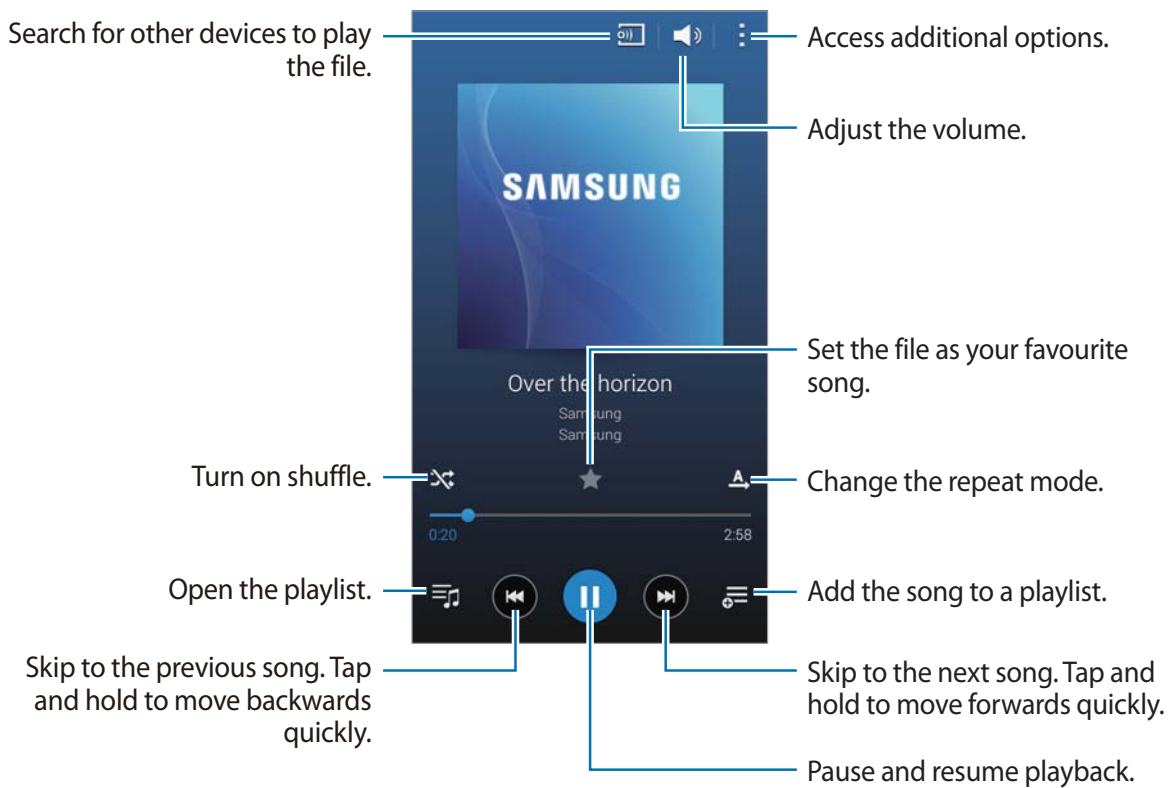 Search for other devices to play
the file.
Access additional options.
Adjust the volume.
SAMSUNG
Set the file as your favourite
song.
Over the horizon
Samsung
Samsung
Turn on shuffle.
A
Change the repeat mode.
0:20
2:58
Open the playlist.
Add the song to a playlist.
Skip to the previous song. Tap
and hold to move backwards
quickly.
Skip to the next song. Tap and
hold to move forwards quickly.
Pause and resume playback.